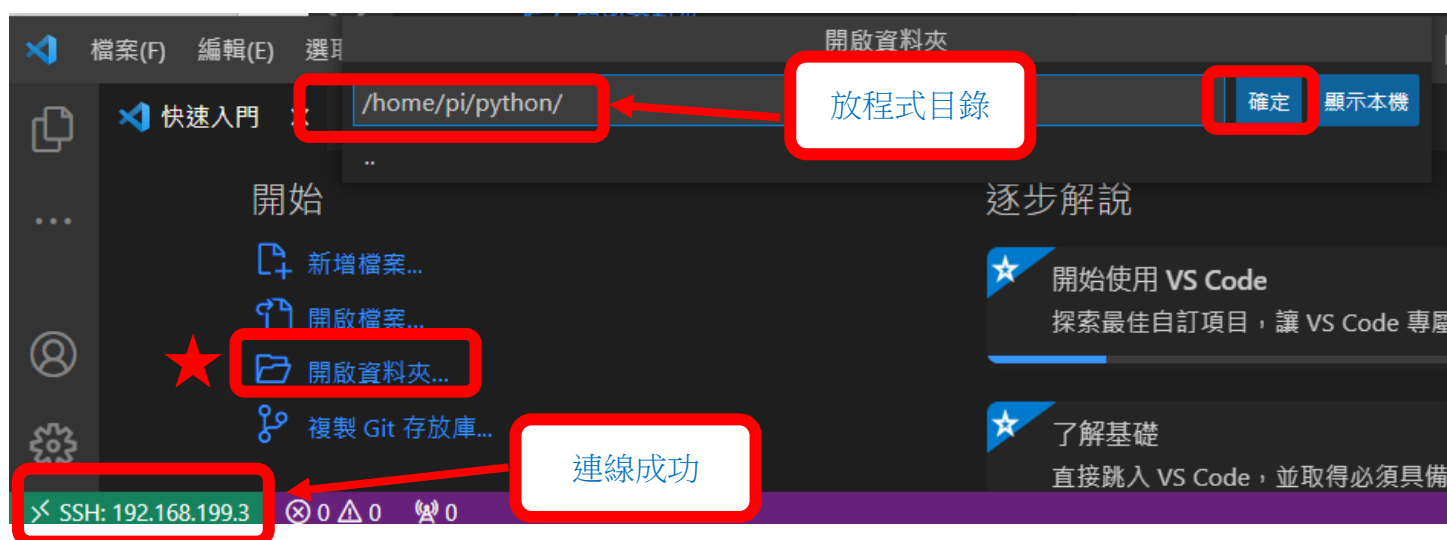 檔案(F) 編輯(E)
開啟資料夾
/home/pi/python/
放程式目錄
確定 顯示本機
快速入門
..
開始
逐步解說
新增檔案...
開啟檔案...
開啟資料夾...
複製 Git 存放庫...
開始使用 VS Code
探索最佳自訂項目，讓 VS Code 專屬
了解基礎
直接跳入 VS Code，並取得必須具備
連線成功
SSH: 192.168.199.3 0 0 0